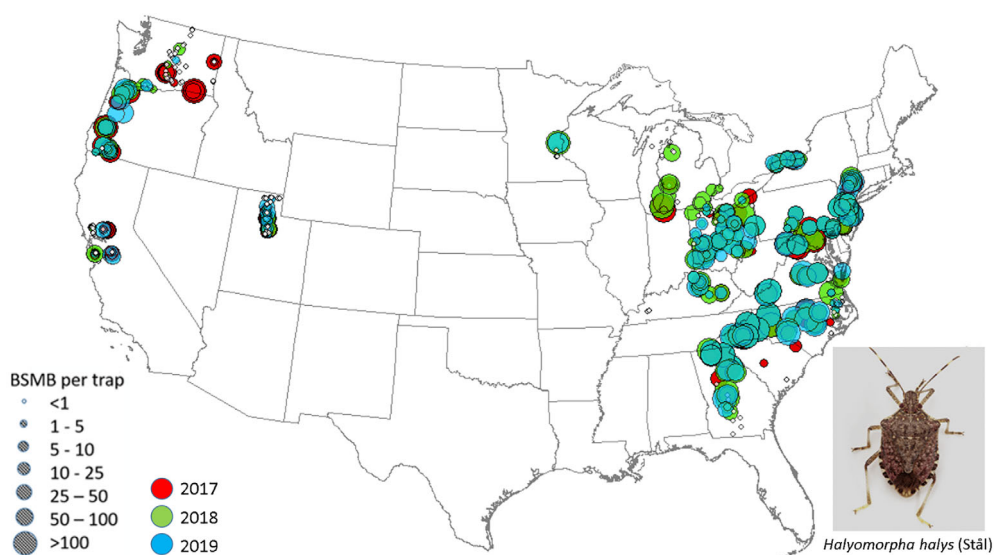 BSMB per trap
<1
1 - 5
5 - 10
10 - 25
25 – 50
50 – 100
>100
2017
2018
2019
Halyomorpha halys (Stål)